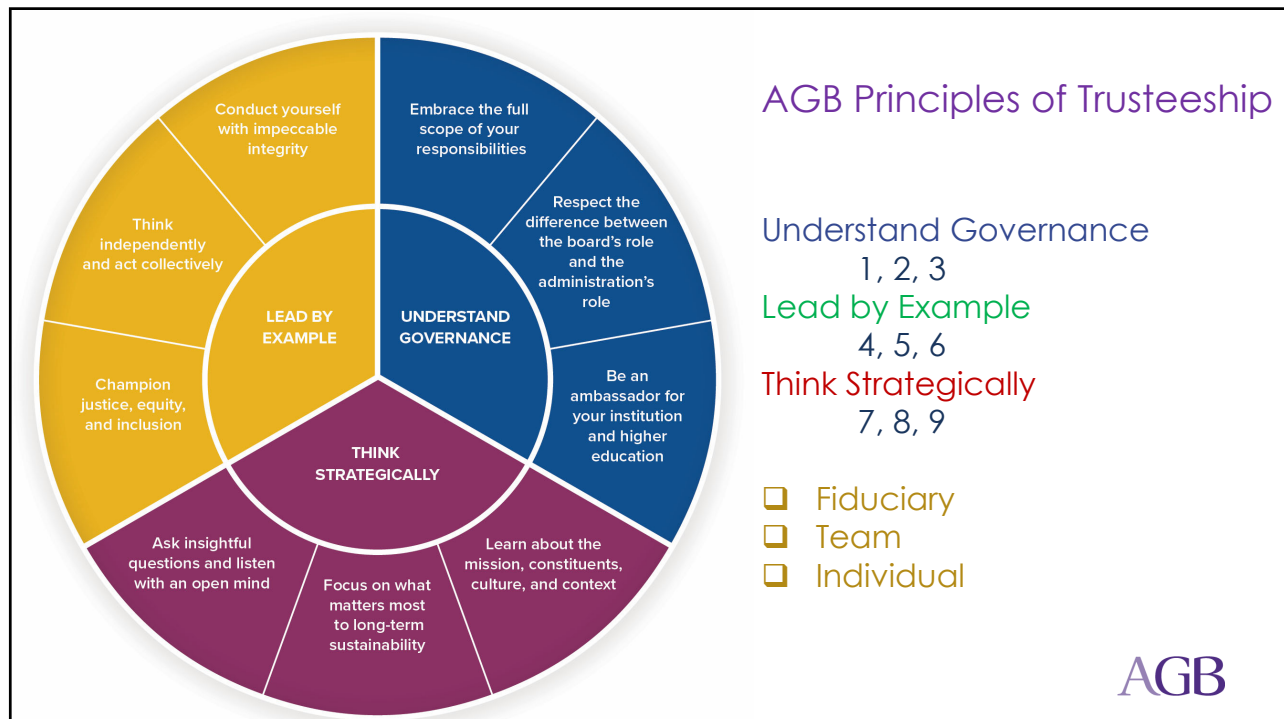 AGB Principles of Trusteeship
Conduct yourself
with impeccable
integrity
Think
independently
and act collectively
Champion
justice, equity,
and inclusion
LEAD BY
EXAMPLE
Embrace the full
scope of your
responsibilities
Respect the
difference between
the board's role
and the
administration's
role
Be an
ambassador for
your institution
and higher
education
UNDERSTAND
GOVERNANCE
THINK
STRATEGICALLY
Ask insightful
questions and listen
with an open mind
Focus on what
matters most
to long-term
sustainability
Learn about the
mission, constituents,
culture, and context
Understand Governance
1, 2, 3
Lead by Example
4, 5, 6
Think Strategically
7, 8, 9
❑ Fiduciary
❑ Team
❑ Individual
AGB